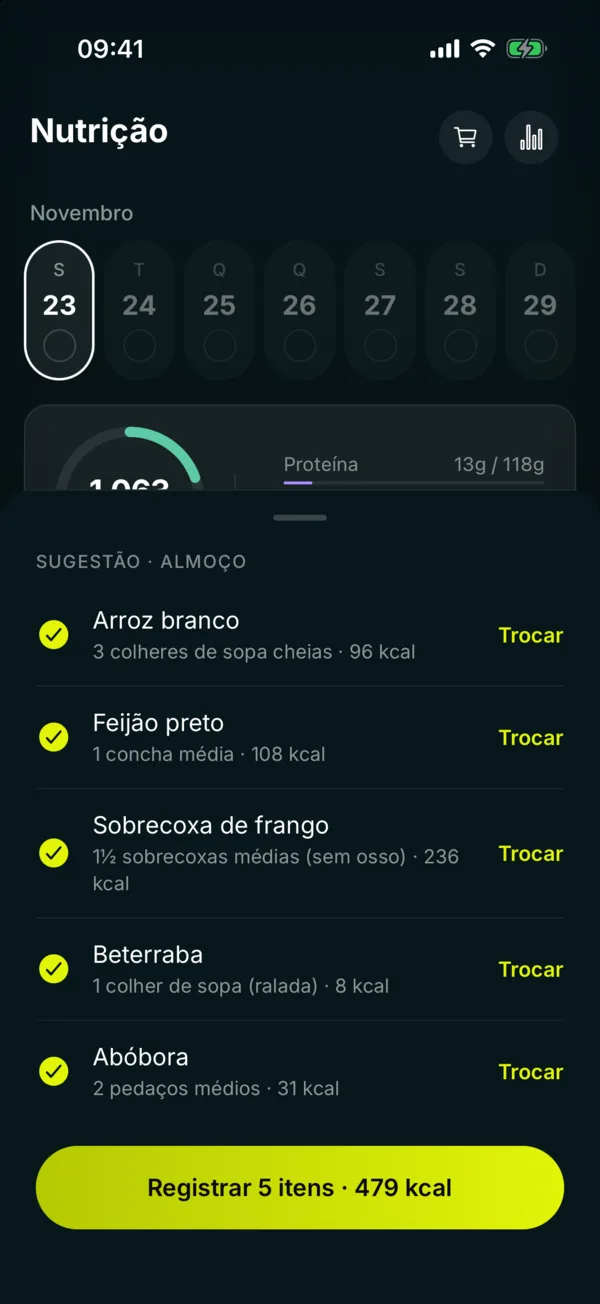 09:41
Nutrição
Novembro
S T Q Q S S D
23 24 25 26 27 28 29
Proteína 13g / 118g
1.063
SUGESTÃO · ALMOÇO
Arroz branco
3 colheres de sopa cheias · 96 kcal
Trocar
Feijão preto
1 concha média · 108 kcal
Trocar
Sobrecoxa de frango
1½ sobrecoxas médias (sem osso) · 236
kcal
Trocar
Beterraba
1 colher de sopa (ralada) · 8 kcal
Trocar
Abóbora
2 pedaços médios · 31 kcal
Trocar
Registrar 5 itens · 479 kcal